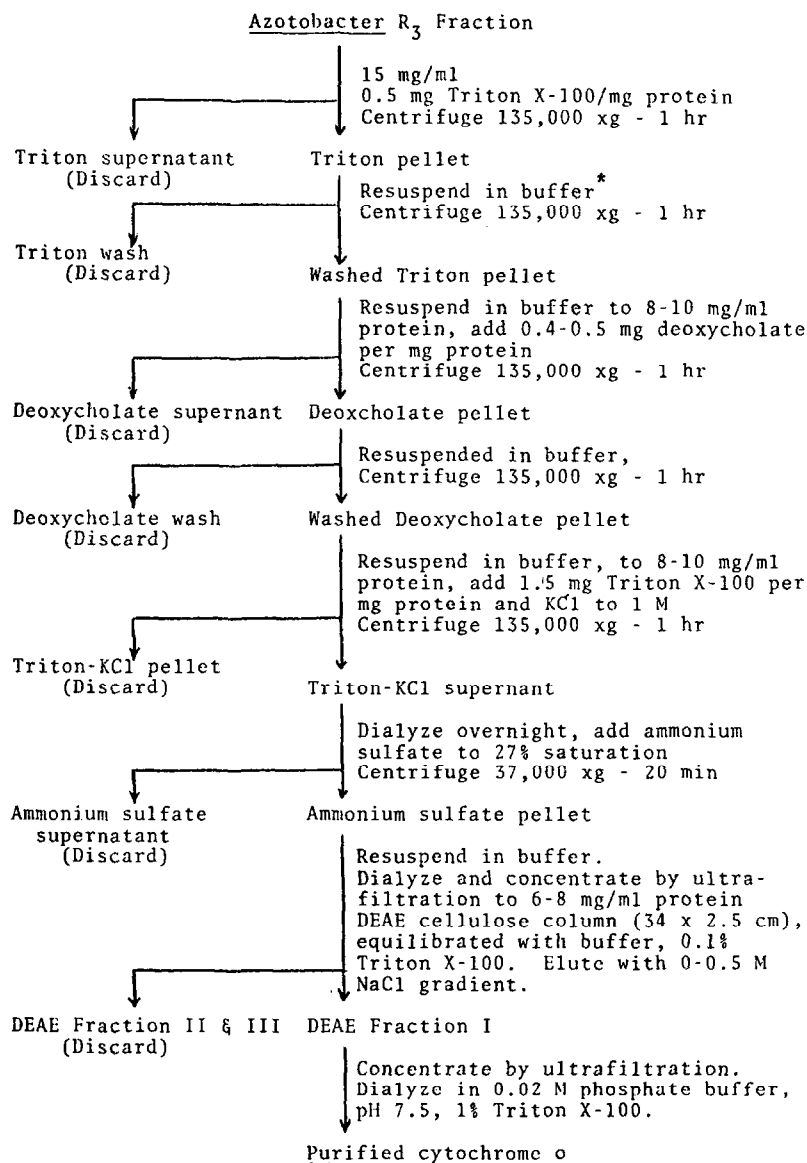 Azotobacter R3 Fraction
15 mg/ml
0.5 mg Triton X-100/mg protein
Centrifuge 135,000 xg - 1 hr
Triton supernatant
(Discard)
Triton pellet
Resuspend in buffer*
Centrifuge 135,000 xg - 1 hr
Triton wash
(Discard)
Washed Triton pellet
Resuspend in buffer to 8-10 mg/ml
protein, add 0.4-0.5 mg deoxycholate
per mg protein
Centrifuge 135,000 xg - 1 hr
Deoxycholate supernant
(Discard)
Deoxcholate pellet
Resuspended in buffer,
Centrifuge 135,000 xg - 1 hr
Deoxycholate wash
(Discard)
Washed Deoxycholate pellet
Resuspend in buffer, to 8-10 mg/ml
protein, add 1.5 mg Triton X-100 per
mg protein and KCl to 1 M
Centrifuge 135,000 xg - 1 hr
Triton-KCl pellet
(Discard)
Triton-KCl supernant
Dialyze overnight, add ammonium
sulfate to 27% saturation
Centrifuge 37,000 xg - 20 min
Ammonium sulfate
supernatant
(Discard)
Ammonium sulfate pellet
Resuspend in buffer.
Dialyze and concentrate by ultra-
filtration to 6-8 mg/ml protein
DEAE cellulose column (34 x 2.5 cm),
equilibrated with buffer, 0.1%
Triton X-100. Elute with 0-0.5 M
NaCl gradient.
DEAE Fraction II & III
(Discard)
DEAE Fraction I
Concentrate by ultrafiltration.
Dialyze in 0.02 M phosphate buffer,
pH 7.5, 1% Triton X-100.
Purified cytochrome o